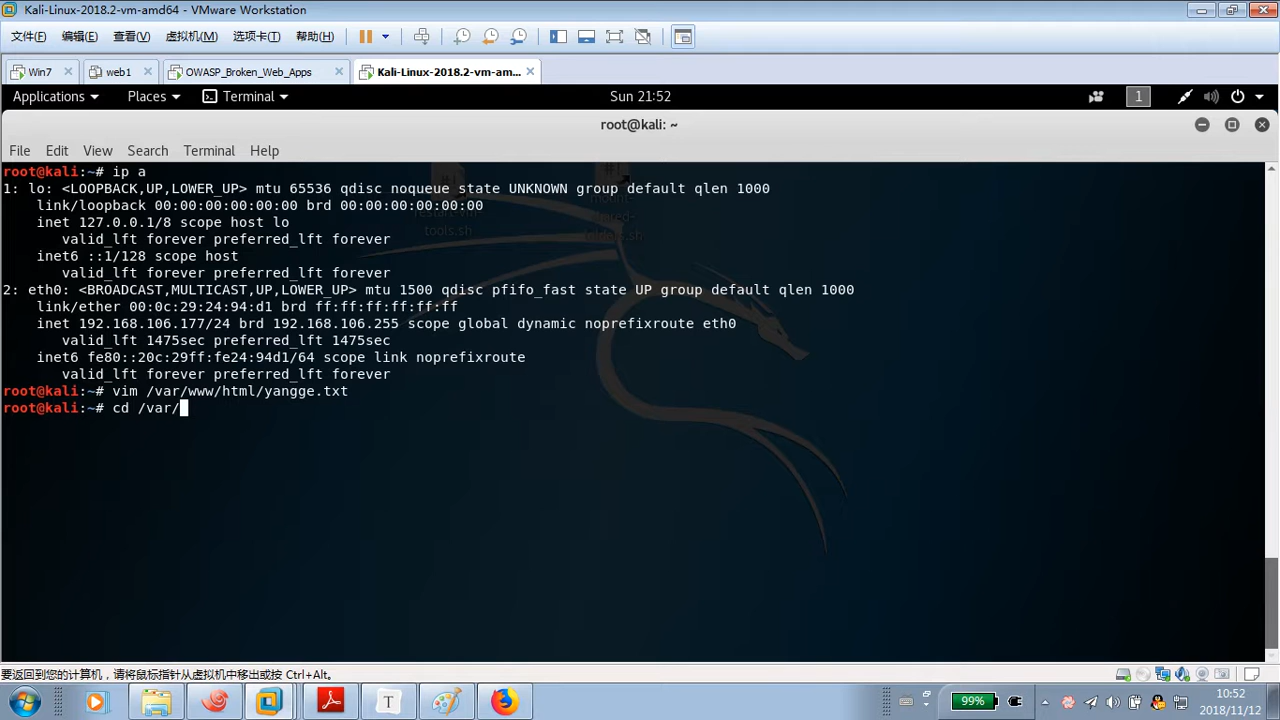 Kali-Linux-2018.2-vm-amd64 - VMware Workstation
文件(F) 编辑(E) 查看(V) 虚拟机(M) 选项卡(T) 帮助(H)
Win7 web1 OWASP_Broken_Web_Apps Kali-Linux-2018.2-vm-am...
Applications Places Terminal Sun 21:52 1
root@kali: ~
File Edit View Search Terminal Help
root@kali:~# ip a
1: lo: <LOOPBACK,UP,LOWER_UP> mtu 65536 qdisc noqueue state UNKNOWN group default qlen 1000
link/loopback 00:00:00:00:00:00 brd 00:00:00:00:00:00
inet 127.0.0.1/8 scope host lo
valid_lft forever preferred_lft forever
inet6 ::1/128 scope host
valid_lft forever preferred_lft forever
2: eth0: <BROADCAST,MULTICAST,UP,LOWER_UP> mtu 1500 qdisc pfifo_fast state UP group default qlen 1000
link/ether 00:0c:29:24:94:d1 brd ff:ff:ff:ff:ff:ff
inet 192.168.106.177/24 brd 192.168.106.255 scope global dynamic noprefixroute eth0
valid_lft 1475sec preferred_lft 1475sec
inet6 fe80::20c:29ff:fe24:94d1/64 scope link noprefixroute
valid_lft forever preferred_lft forever
root@kali:~# vim /var/www/html/yangge.txt
root@kali:~# cd /var/
restart-vm-
tools.sh
mount-
shared-
folders.sh
要返回到您的计算机，请将鼠标指针从虚拟机中移出或按 Ctrl+Alt。
T 99% 10:52
2018/11/12